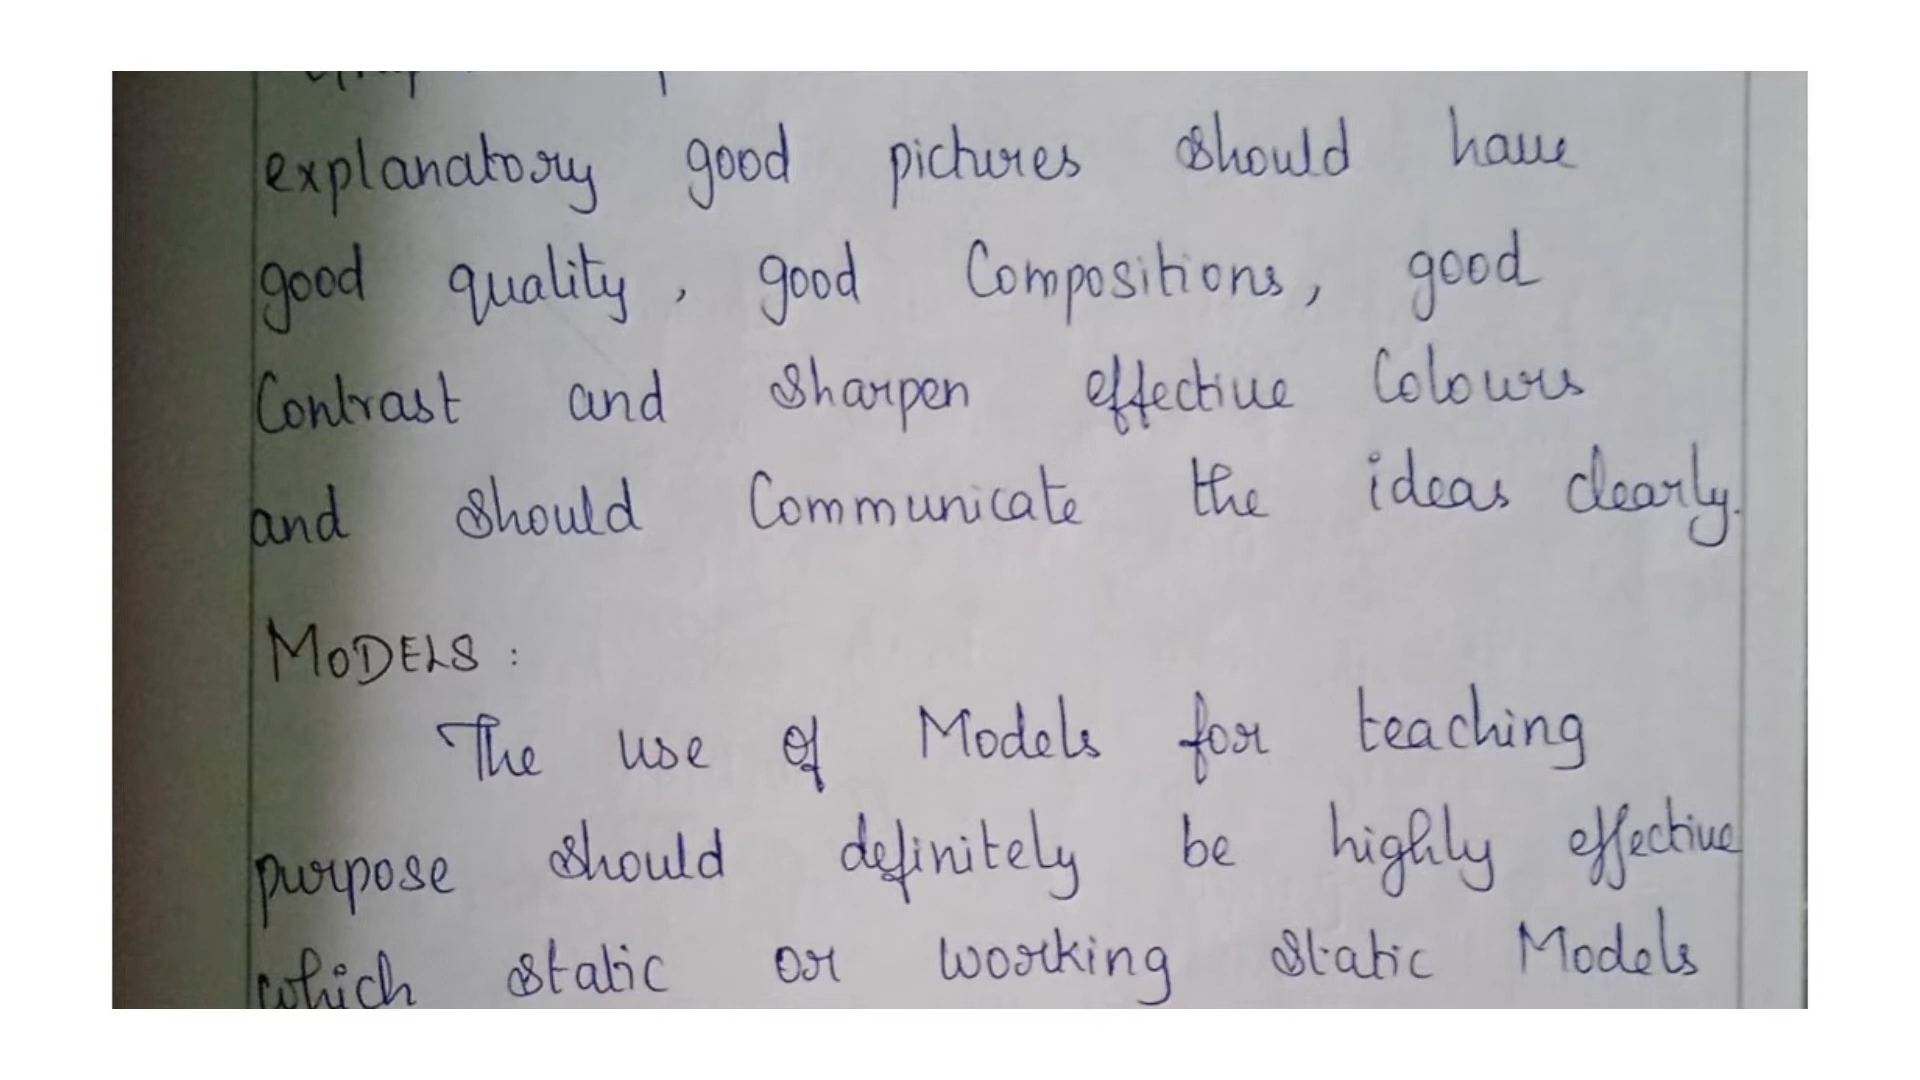 explanatory good pictures should have
good quality, good Compositions, good
Contrast and sharpen effective Colours
and should Communicate the ideas clearly.
MODELS :
The use of Models for teaching
purpose should definitely be highly effective
which static or working static Models